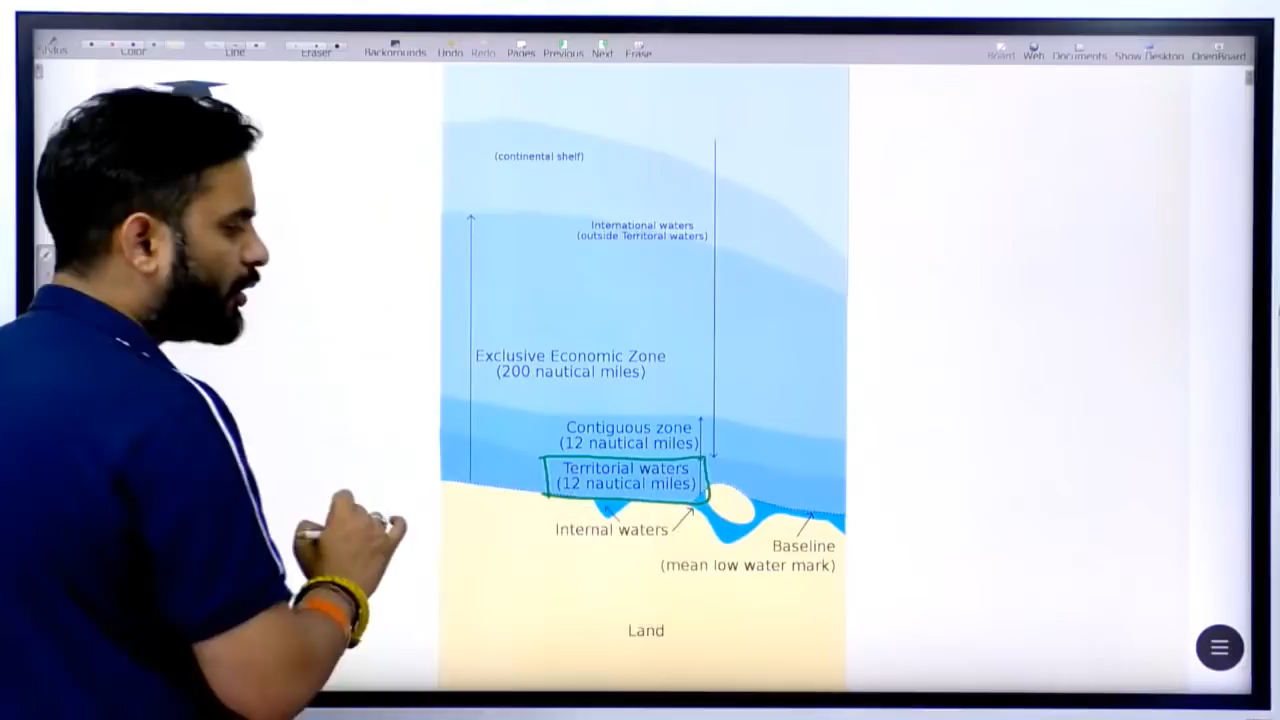 Stylus Color Line Eraser Backgrounds Undo Redo Pages Previous Next Erase Board Web Documents Show Desktop OpenBoard
(continental shelf)
International waters
(outside Territoral waters)
Exclusive Economic Zone
(200 nautical miles)
Contiguous zone
(12 nautical miles)
Territorial waters
(12 nautical miles)
Internal waters
Baseline
(mean low water mark)
Land